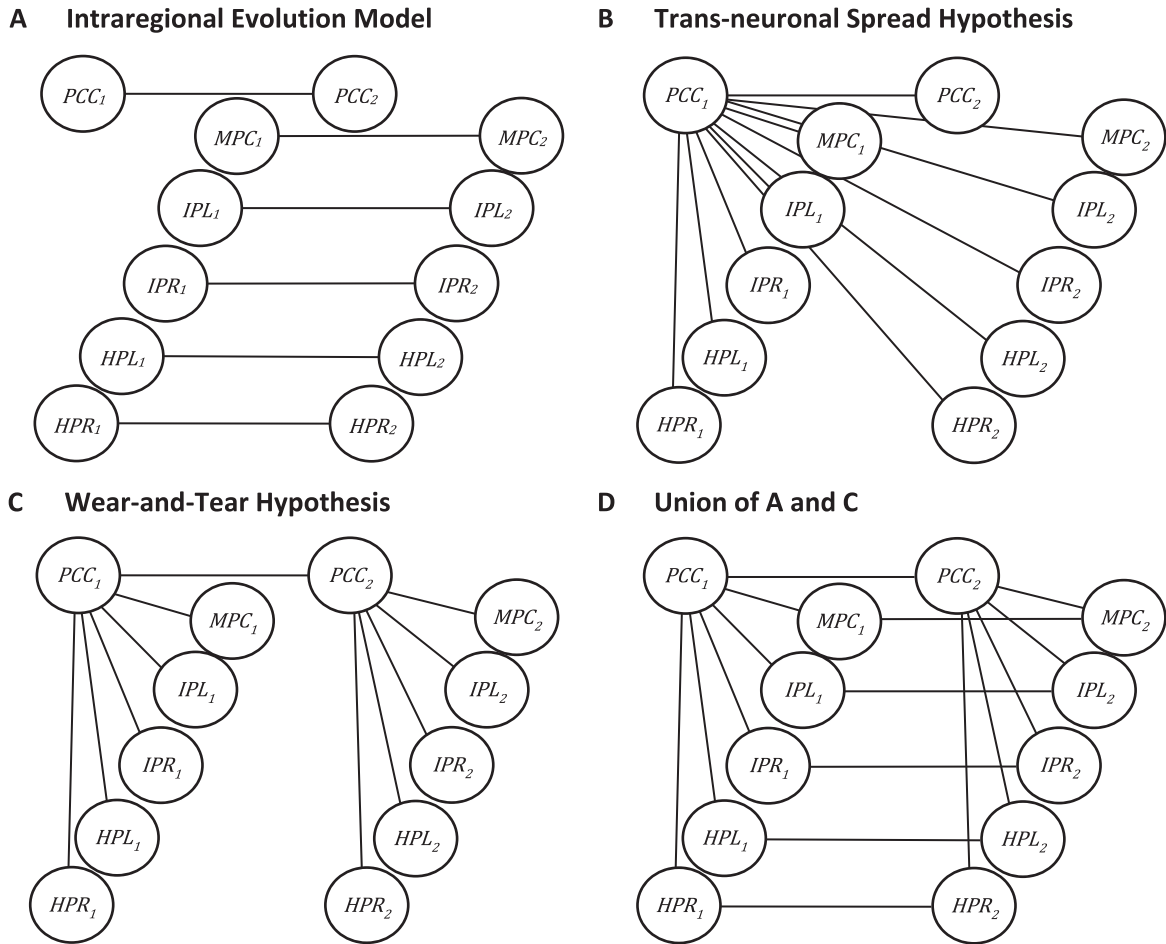 A Intraregional Evolution Model
PCC₁ PCC₂
MPC₁ MPC₂
IPL₁ IPL₂
IPR₁ IPR₂
HPL₁ HPL₂
HPR₁ HPR₂
B Trans-neuronal Spread Hypothesis
PCC₁ PCC₂
MPC₁ MPC₂
IPL₁ IPL₂
IPR₁ IPR₂
HPL₁ HPL₂
HPR₁ HPR₂
C Wear-and-Tear Hypothesis
PCC₁ PCC₂
MPC₁ MPC₂
IPL₁ IPL₂
IPR₁ IPR₂
HPL₁ HPL₂
HPR₁ HPR₂
D Union of A and C
PCC₁ PCC₂
MPC₁ MPC₂
IPL₁ IPL₂
IPR₁ IPR₂
HPL₁ HPL₂
HPR₁ HPR₂